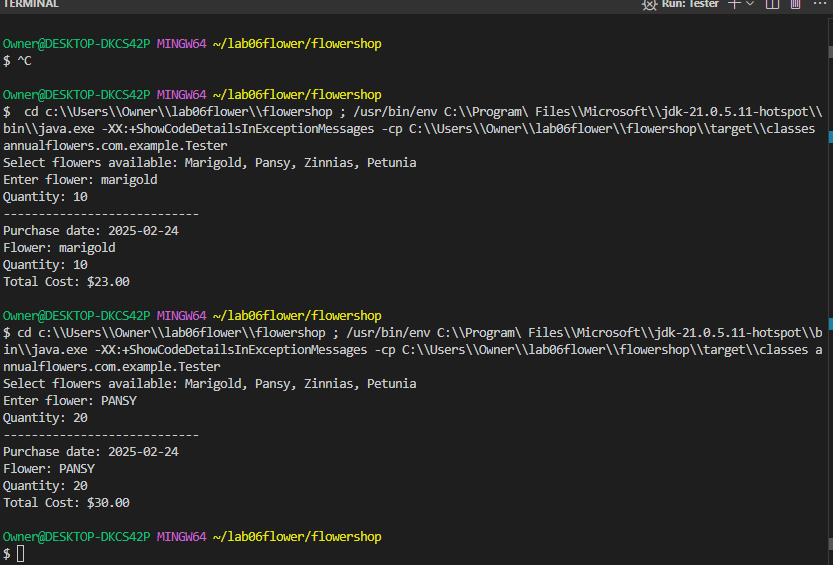 TERMINAL
Run: Tester
Owner@DESKTOP-DKCS42P MINGW64 ~/lab06flower/flowershop
$ ^C
Owner@DESKTOP-DKCS42P MINGW64 ~/lab06flower/flowershop
$  cd c:\\Users\\Owner\\lab06flower\\flowershop ; /usr/bin/env C:\\Program\ Files\\Microsoft\\jdk-21.0.5.11-hotspot\\
bin\\java.exe -XX:+ShowCodeDetailsInExceptionMessages -cp C:\\Users\\Owner\\lab06flower\\flowershop\\target\\classes
annualflowers.com.example.Tester
Select flowers available: Marigold, Pansy, Zinnias, Petunia
Enter flower: marigold
Quantity: 10
----------------------------
Purchase date: 2025-02-24
Flower: marigold
Quantity: 10
Total Cost: $23.00
Owner@DESKTOP-DKCS42P MINGW64 ~/lab06flower/flowershop
$ cd c:\\Users\\Owner\\lab06flower\\flowershop ; /usr/bin/env C:\\Program\ Files\\Microsoft\\jdk-21.0.5.11-hotspot\\b
in\\java.exe -XX:+ShowCodeDetailsInExceptionMessages -cp C:\\Users\\Owner\\lab06flower\\flowershop\\target\\classes a
nnualflowers.com.example.Tester
Select flowers available: Marigold, Pansy, Zinnias, Petunia
Enter flower: PANSY
Quantity: 20
----------------------------
Purchase date: 2025-02-24
Flower: PANSY
Quantity: 20
Total Cost: $30.00
Owner@DESKTOP-DKCS42P MINGW64 ~/lab06flower/flowershop
$